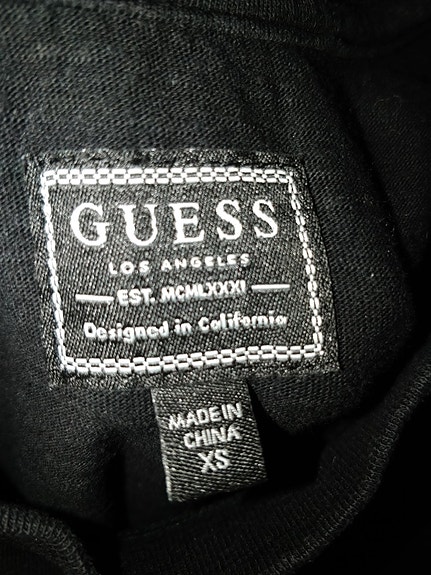 GUESS
LOS ANGELES
EST. MCMLXXXI
Designed in California
MADE IN
CHINA
XS